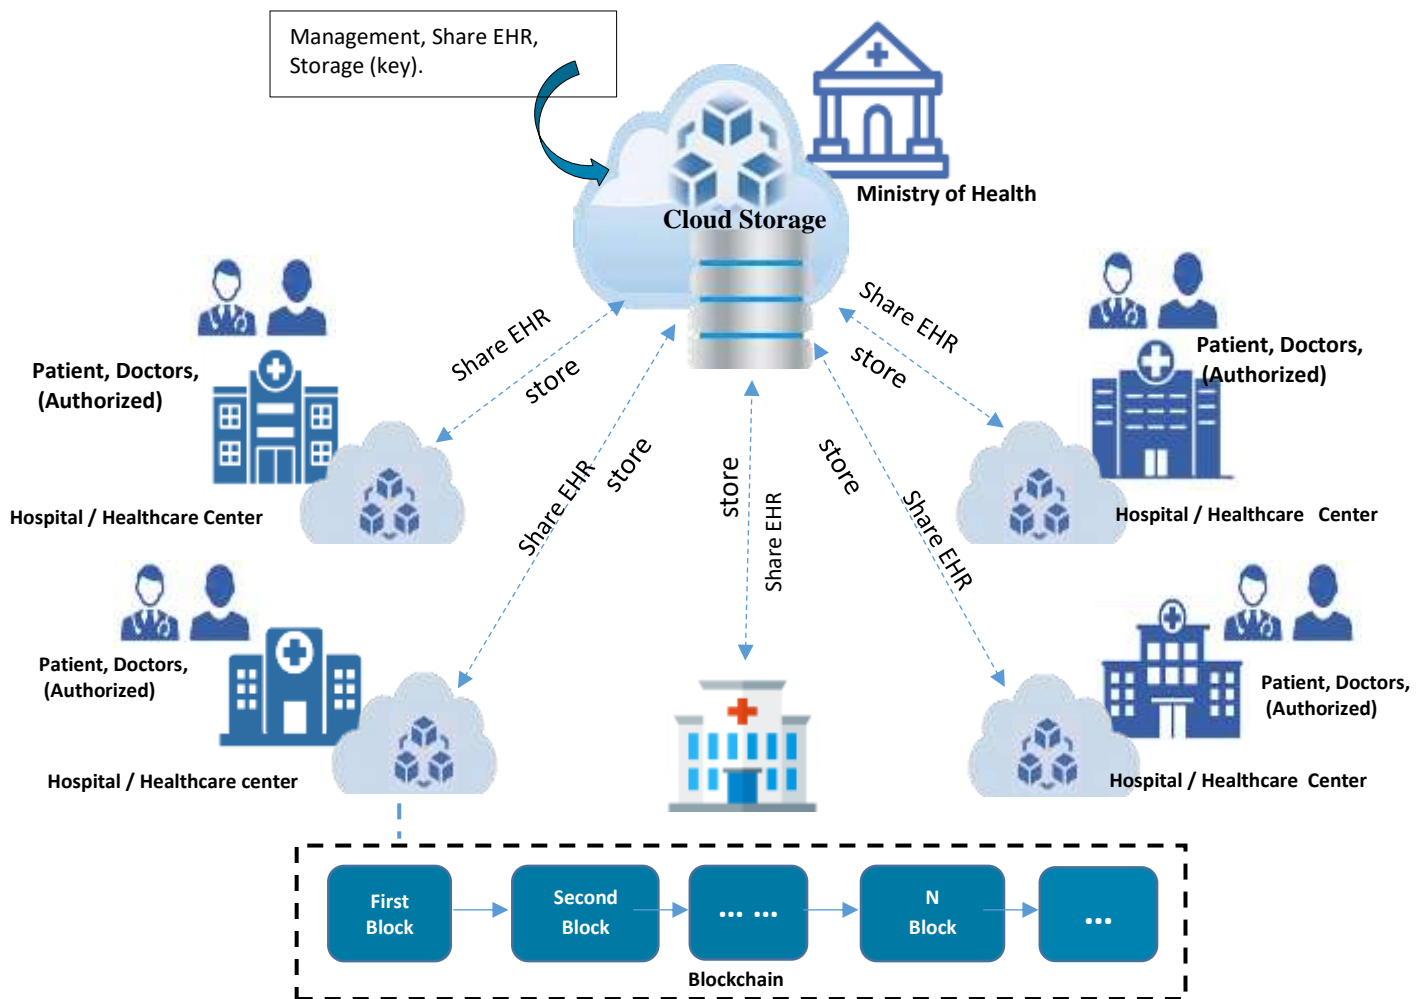 Management, Share EHR,
Storage (key).
Ministry of Health
Cloud Storage
Share EHR
store
Share EHR
store
store
Share EHR
store
Share EHR
Share EHR
store
Patient, Doctors,
(Authorized)
Hospital / Healthcare Center
Patient, Doctors,
(Authorized)
Hospital / Healthcare Center
Patient, Doctors,
(Authorized)
Hospital / Healthcare center
Patient, Doctors,
(Authorized)
Hospital / Healthcare Center
First
Block
Second
Block
... ...
N
Block
...
Blockchain